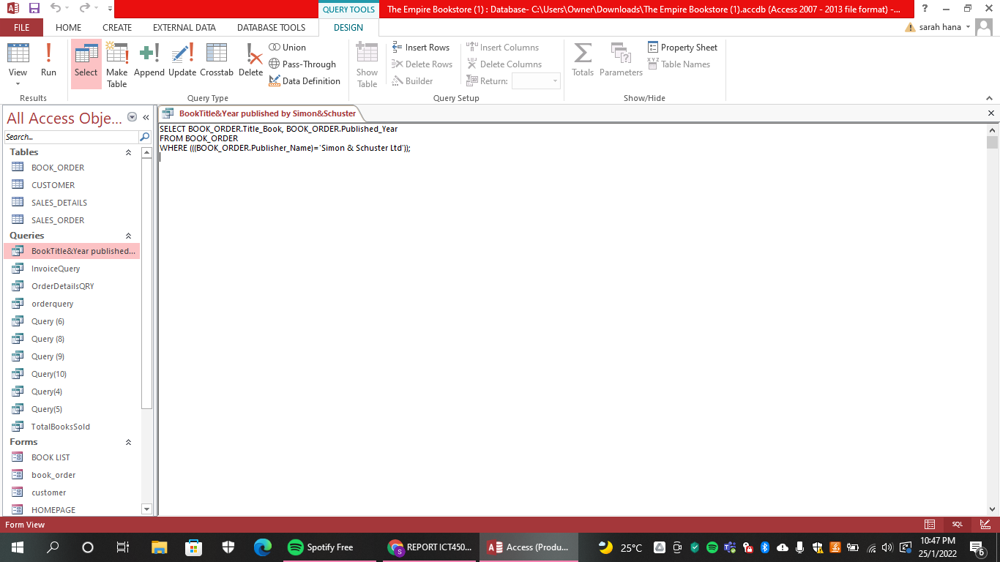 QUERY TOOLS
The Empire Bookstore (1) : Database- C:\Users\Owner\Downloads\The Empire Bookstore (1).accdb (Access 2007 - 2013 file format) -...
FILE HOME CREATE EXTERNAL DATA DATABASE TOOLS DESIGN
sarah hana
View
Run
Select
Make Table
Append
Update
Crosstab
Delete
Union
Pass-Through
Data Definition
Show Table
Insert Rows
Delete Rows
Builder
Insert Columns
Delete Columns
Return:
Totals
Parameters
Property Sheet
Table Names
Results
Query Type
Query Setup
Show/Hide
All Access Obje...
Search...
Tables
BOOK_ORDER
CUSTOMER
SALES_DETAILS
SALES_ORDER
Queries
BookTitle&Year published...
InvoiceQuery
OrderDetailsQRY
orderquery
Query (6)
Query (8)
Query (9)
Query(10)
Query(4)
Query(5)
TotalBooksSold
Forms
BOOK LIST
book_order
customer
HOMEPAGE
BookTitle&Year published by Simon&Schuster
SELECT BOOK_ORDER.Title_Book, BOOK_ORDER.Published_Year
FROM BOOK_ORDER
WHERE (((BOOK_ORDER.Publisher_Name)='Simon & Schuster Ltd'));
Form View
SQL
Spotify Free
REPORT ICT450...
Access (Produ...
25°C
10:47 PM
25/1/2022
6